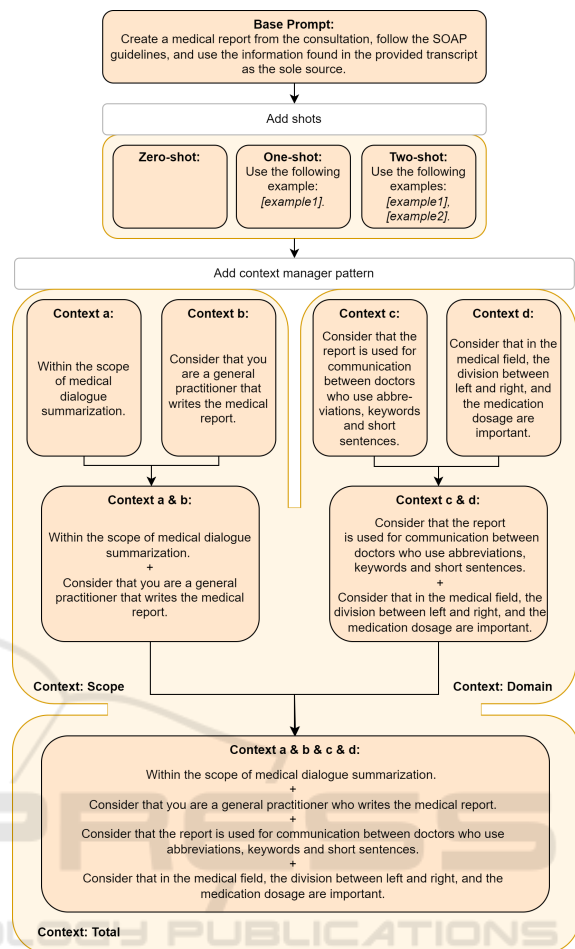 Base Prompt:
Create a medical report from the consultation, follow the SOAP
guidelines, and use the information found in the provided transcript
as the sole source.
Add shots
Zero-shot:
One-shot:
Use the following
example:
[example1].
Two-shot:
Use the following
examples:
[example1],
[example2].
Add context manager pattern
Context a:
Within the scope
of medical
dialogue
summarization.
Context b:
Consider that you
are a general
practitioner that
writes the medical
report.
Context c:
Consider that the
report is used for
communication
between doctors
who use abbre-
viations, keywords
and short
sentences.
Context d:
Consider that in the
medical field, the
division between
left and right, and
the medication
dosage are
important.
Context a & b:
Within the scope of medical dialogue
summarization.
+
Consider that you are a general
practitioner that writes the medical
report.
Context c & d:
Consider that the report
is used for communication between
doctors who use abbreviations,
keywords and short sentences.
+
Consider that in the medical field, the
division between left and right, and the
medication dosage are important.
Context: Scope
Context: Domain
Context a & b & c & d:
Within the scope of medical dialogue summarization.
+
Consider that you are a general practitioner who writes the medical report.
+
Consider that the report is used for communication between doctors who use
abbreviations, keywords and short sentences.
+
Consider that in the medical field, the division between left and right, and the
medication dosage are important.
Context: Total
PRESS
OLOGY PUBLICATIONS